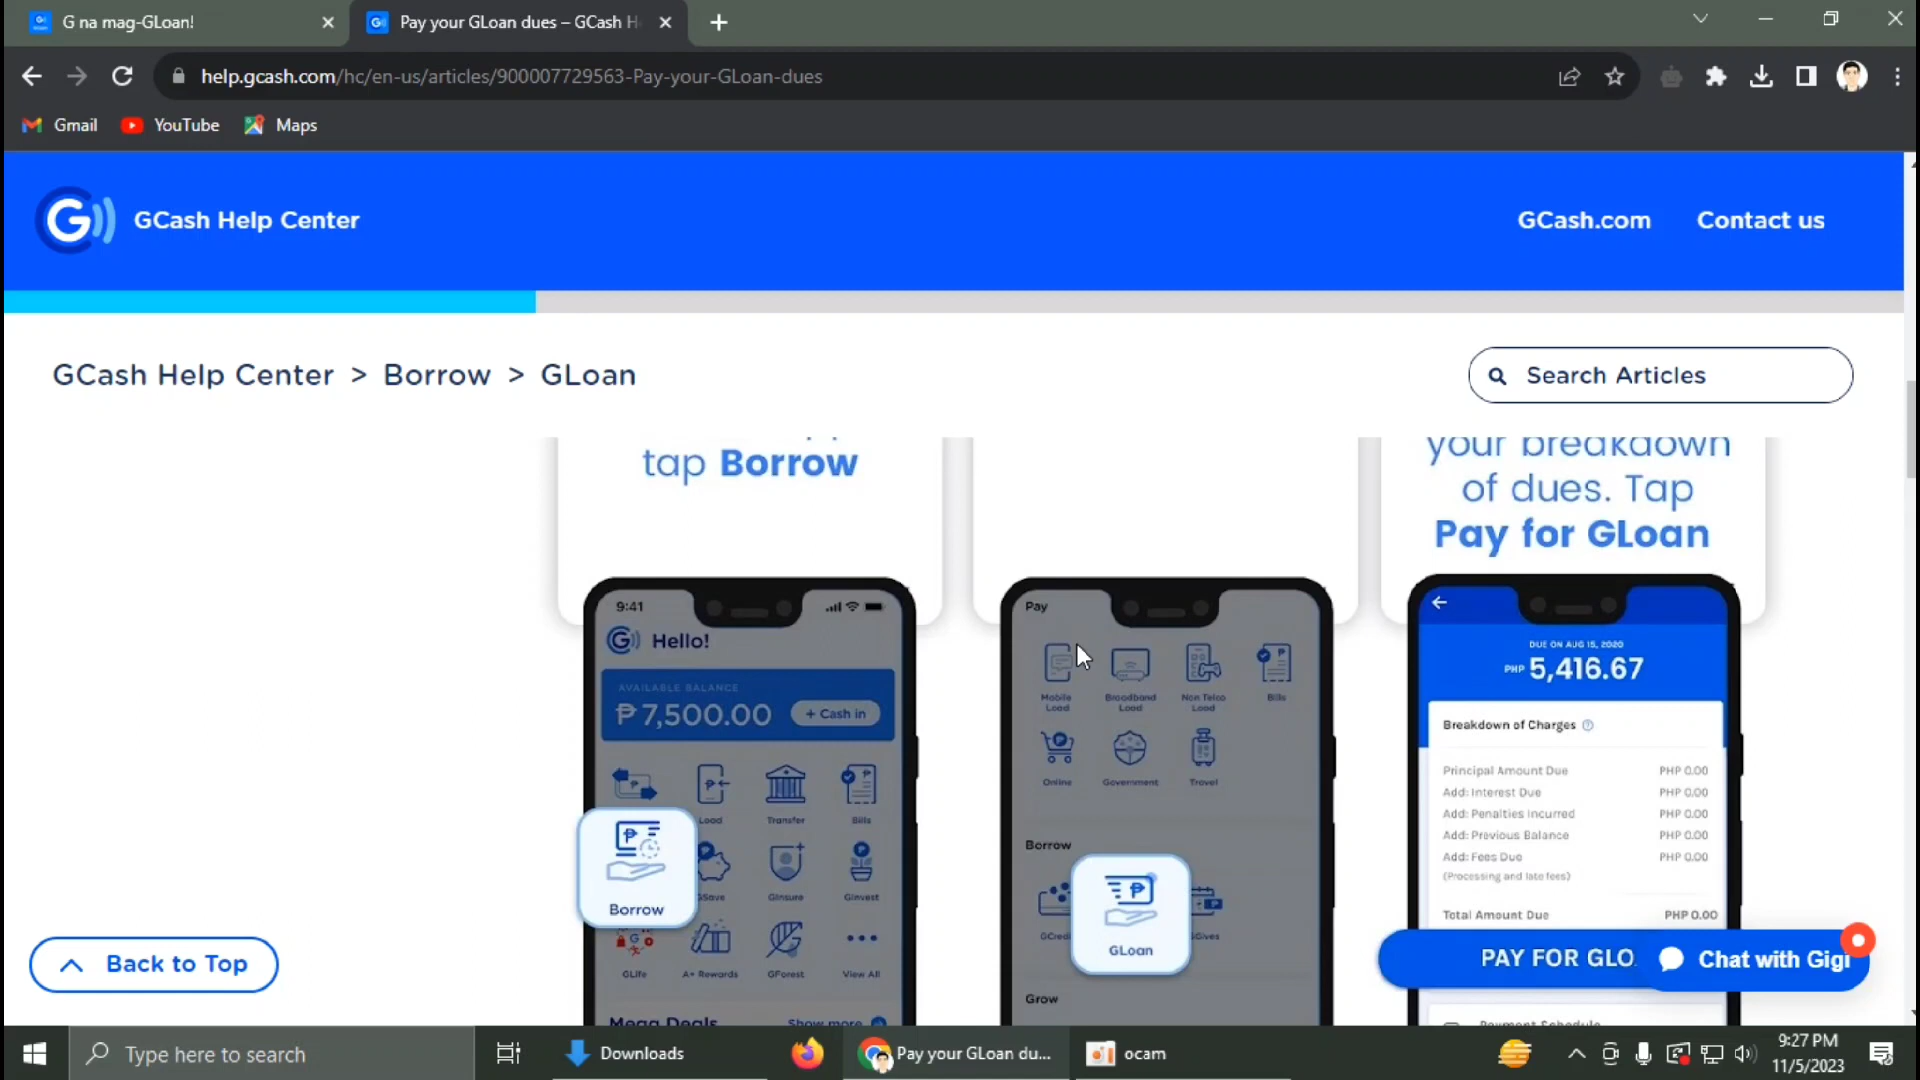 G na mag-GLoan!
Pay your GLoan dues – GCash H
help.gcash.com/hc/en-us/articles/900007729563-Pay-your-GLoan-dues
Gmail
YouTube
Maps
GCash Help Center
GCash.com
Contact us
GCash Help Center > Borrow > GLoan
Search Articles
tap Borrow
your breakdown
of dues. Tap
Pay for GLoan
9:41
Hello!
AVAILABLE BALANCE
₱7,500.00
+ Cash in
Load
Transfer
Bills
GSave
GInsure
GInvest
Borrow
GLife
A+ Rewards
GForest
View All
Mega Deals
Show more
Pay
Mobile
Load
Broadband
Load
Non Telco
Load
Bills
Online
Government
Travel
Borrow
GCredi
GLoan
GGives
Grow
DUE ON AUG 15, 2020
PHP 5,416.67
Breakdown of Charges
Principal Amount Due PHP 0.00
Add: Interest Due PHP 0.00
Add: Penalties Incurred PHP 0.00
Add: Previous Balance PHP 0.00
Add: Fees Due PHP 0.00
(Processing and late fees)
Total Amount Due PHP 0.00
PAY FOR GLO
Payment Schedule
Back to Top
Chat with Gigi
Type here to search
Downloads
Pay your GLoan du...
ocam
9:27 PM
11/5/2023